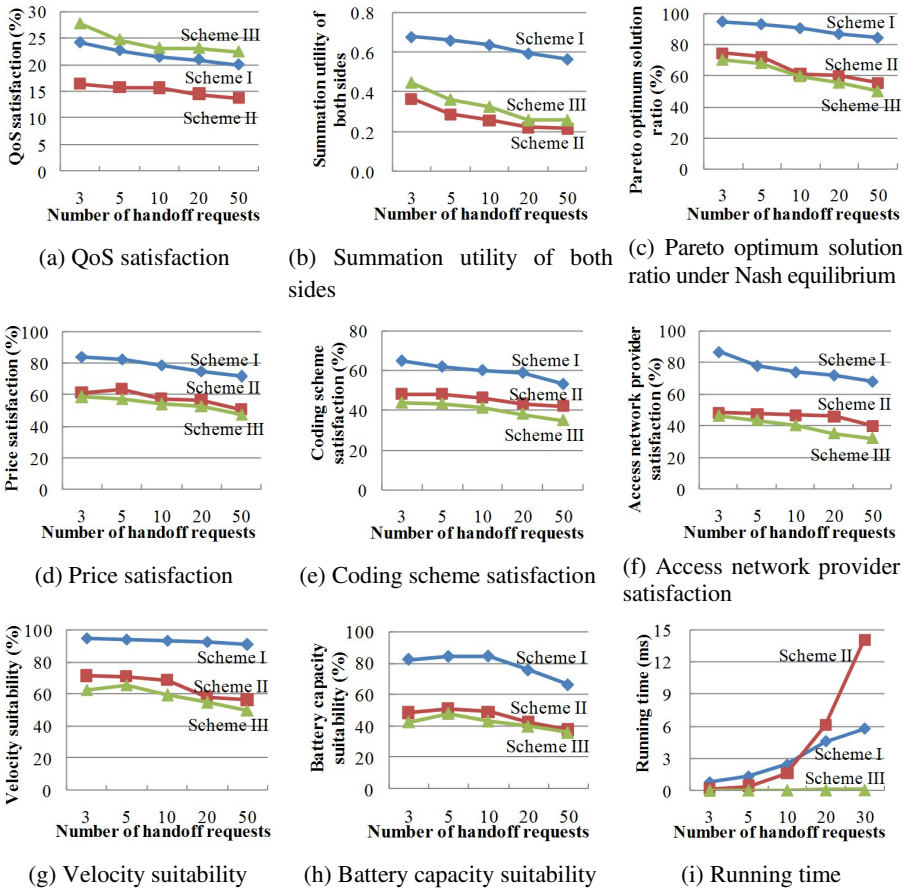 QoS satisfaction (%)
30
25
20
15
10
5
0
Scheme III
Scheme I
Scheme II
3 5 10 20 50
Number of handoff requests
(a) QoS satisfaction
Summation utility of
both sides
0.8
0.6
0.4
0.2
0.0
Scheme I
Scheme III
Scheme II
3 5 10 20 50
Number of handoff requests
(b) Summation utility of both
sides
Pareto optimum solution
ratio (%)
100
80
60
40
20
0
Scheme I
Scheme II
Scheme III
3 5 10 20 50
Number of handoff requests
(c) Pareto optimum solution
ratio under Nash equilibrium
Price satisfaction (%)
100
80
60
40
20
0
Scheme I
Scheme II
Scheme III
3 5 10 20 50
Number of handoff requests
(d) Price satisfaction
Coding scheme
satisfaction (%)
80
60
40
20
0
Scheme I
Scheme II
Scheme III
3 5 10 20 50
Number of handoff requests
(e) Coding scheme satisfaction
Access network provider
satisfaction (%)
100
80
60
40
20
0
Scheme I
Scheme II
Scheme III
3 5 10 20 50
Number of handoff requests
(f) Access network provider
satisfaction
Velocity suitability (%)
100
80
60
40
20
0
Scheme I
Scheme II
Scheme III
3 5 10 20 50
Number of handoff requests
(g) Velocity suitability
Battery capacity
suitability (%)
100
80
60
40
20
0
Scheme I
Scheme II
Scheme III
3 5 10 20 50
Number of handoff requests
(h) Battery capacity suitability
Running time (ms)
15
12
9
6
3
0
Scheme II
Scheme I
Scheme III
3 5 10 20 30
Number of handoff requests
(i) Running time